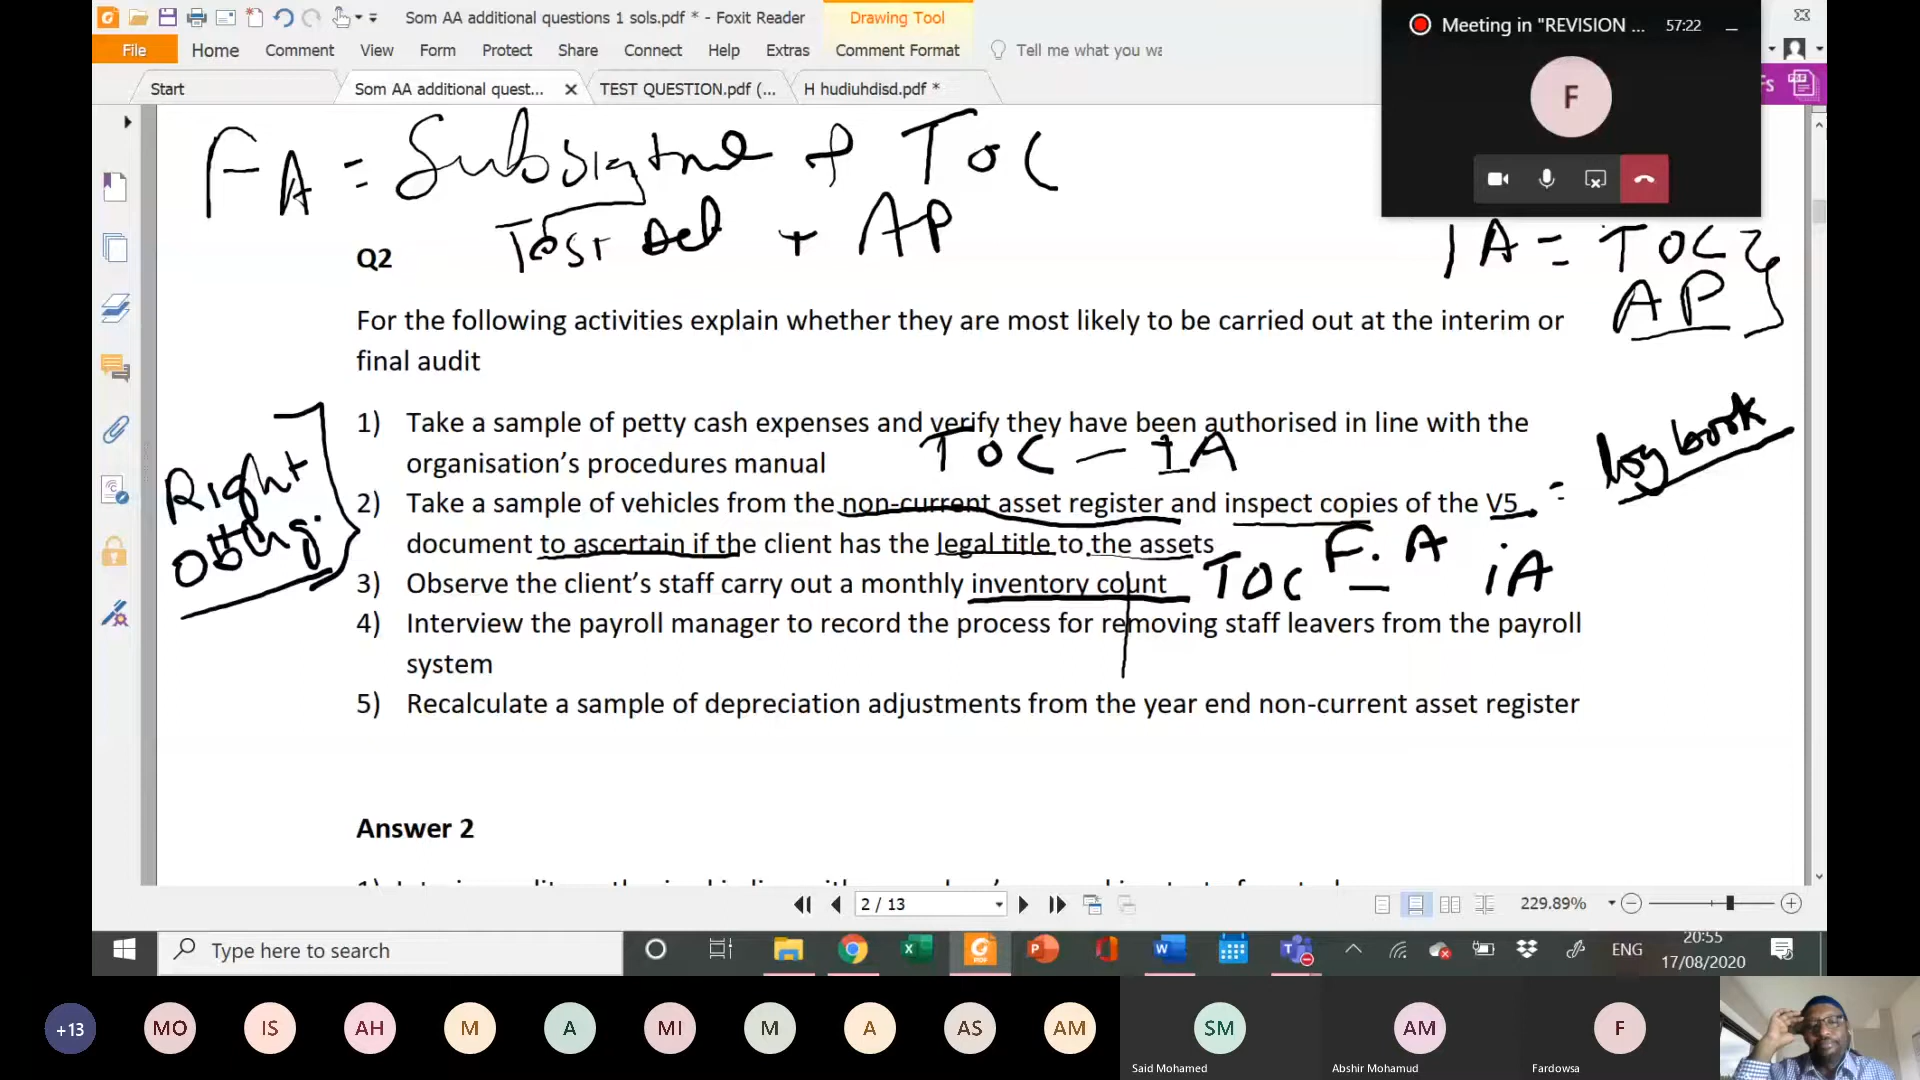 Som AA additional questions 1 sols.pdf * - Foxit Reader
Drawing Tool
Meeting in "REVISION ... 57:22
File Home Comment View Form Protect Share Connect Help Extras Comment Format Tell me what you wa
Start Som AA additional quest... TEST QUESTION.pdf (... H hudiuhdisd.pdf *
F
FA = TOC
Test + AP
IA = TOC
AP
Q2
For the following activities explain whether they are most likely to be carried out at the interim or
final audit
1) Take a sample of petty cash expenses and verify they have been authorised in line with the
organisation's procedures manual
TOC - IA
log book
2) Take a sample of vehicles from the non-current asset register and inspect copies of the V5 =
document to ascertain if the client has the legal title to the assets
F. A
Right
3) Observe the client's staff carry out a monthly inventory count
TOC iA
4) Interview the payroll manager to record the process for removing staff leavers from the payroll
system
5) Recalculate a sample of depreciation adjustments from the year end non-current asset register
Answer 2
2 / 13
229.89%
Type here to search
ENG
20:55
17/08/2020
+13 MO IS AH M A MI M A AS AM SM AM F
Said Mohamed Abshir Mohamud Fardowsa